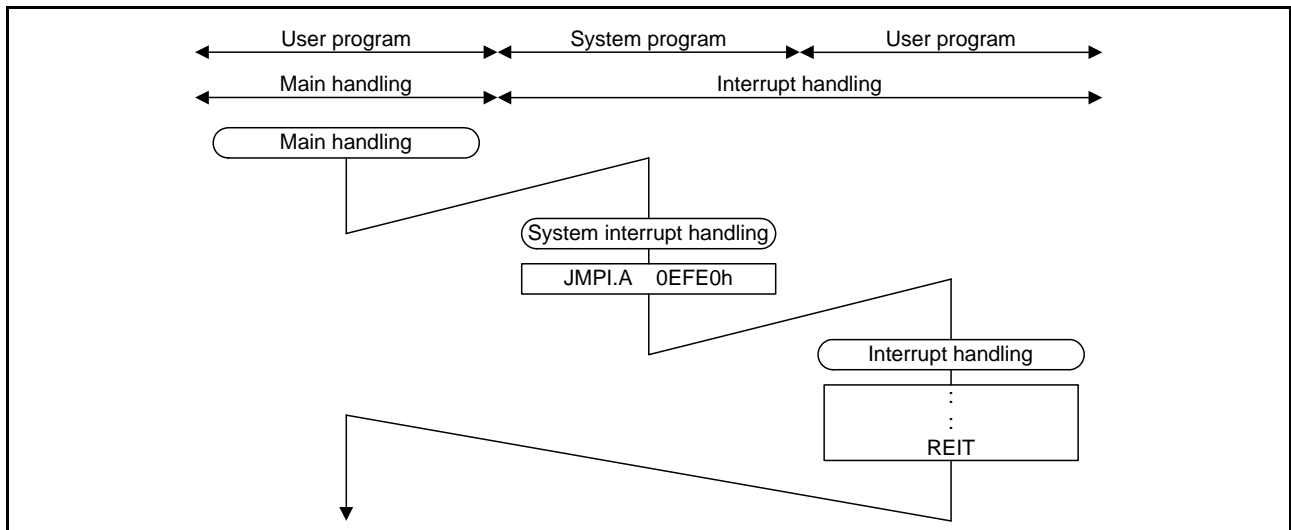 User program System program User program
Main handling Interrupt handling
Main handling
System interrupt handling
JMPI.A 0EFE0h
Interrupt handling
:
:
REIT